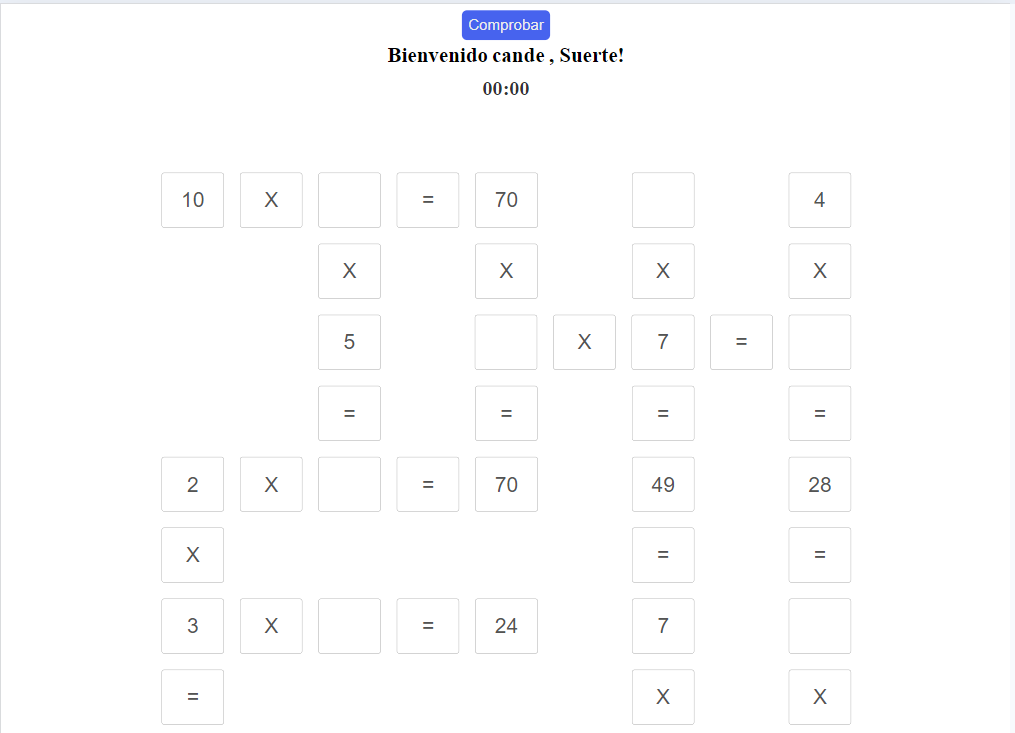 Comprobar
Bienvenido cande , Suerte!
00:00
10 X = 70 4
X X X X
5 X 7 =
= = = =
2 X = 70 49 28
X = =
3 X = 24 7
= X X